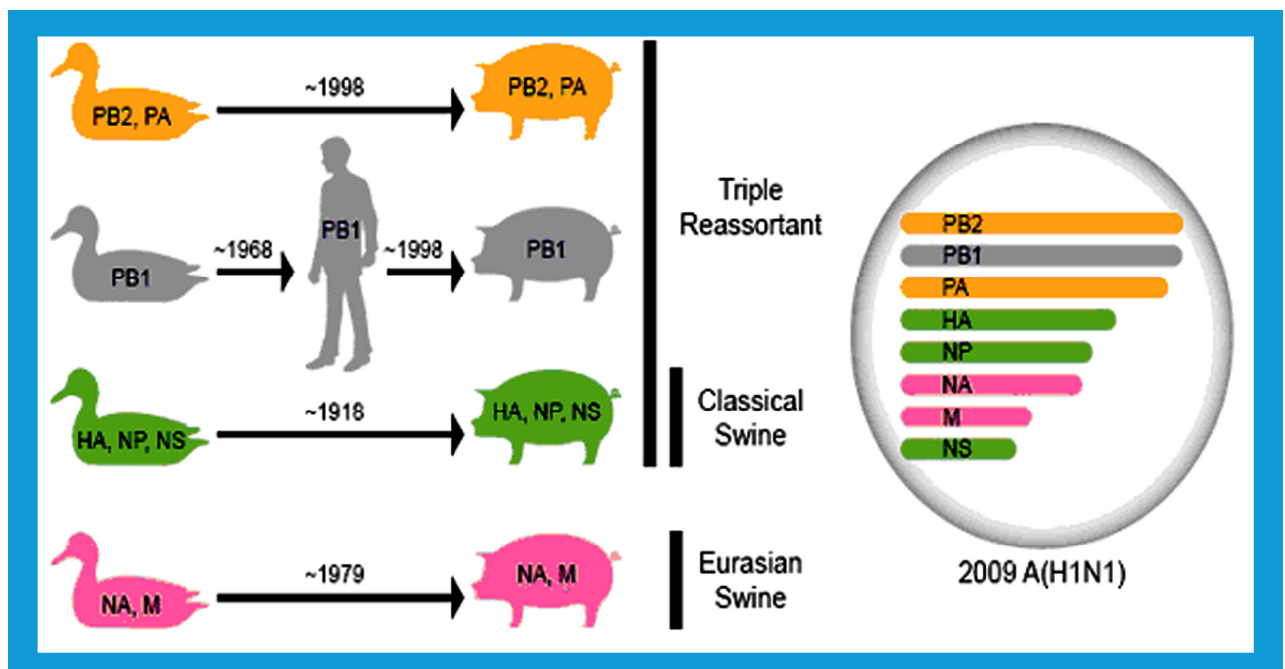 ~1998
PB2, PA
PB2, PA
Triple
Reassortant
~1968
PB1
~1998
PB1
PB1
~1918
HA, NP, NS
HA, NP, NS
Classical
Swine
~1979
NA, M
NA, M
Eurasian
Swine
PB2
PB1
PA
HA
NP
NA
M
NS
2009 A(H1N1)